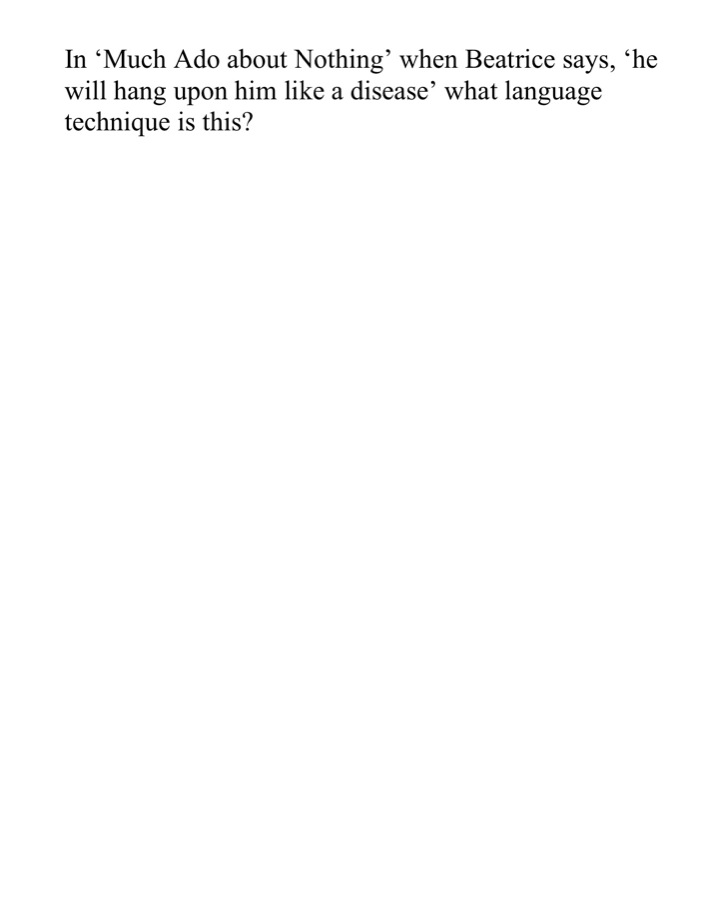 In ‘Much Ado about Nothing’ when Beatrice says, ‘he
will hang upon him like a disease’ what language
technique is this?